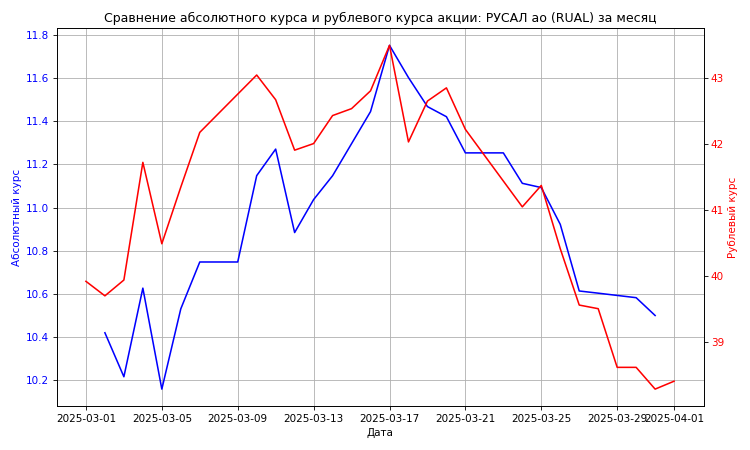 Сравнение абсолютного курса и рублевого курса акции: РУСАЛ ао (RUAL) за месяц
Абсолютный курс
11.8
11.6
11.4
11.2
11.0
10.8
10.6
10.4
10.2
43
42
41
40
39
Рублевый курс
2025-03-01 2025-03-05 2025-03-09 2025-03-13 2025-03-17 2025-03-21 2025-03-25 2025-03-29 2025-04-01
Дата